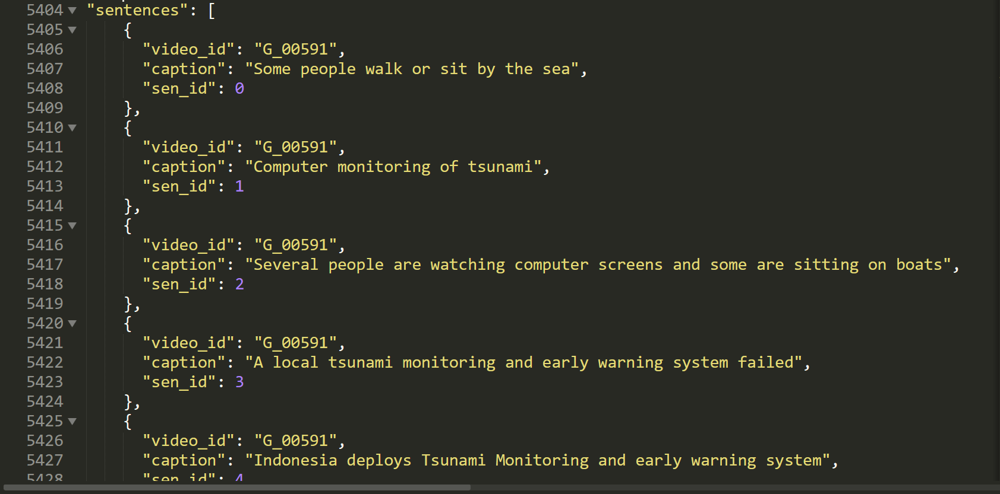 5404 "sentences": [
5405 {
5406 "video_id": "G_00591",
5407 "caption": "Some people walk or sit by the sea",
5408 "sen_id": 0
5409 },
5410 {
5411 "video_id": "G_00591",
5412 "caption": "Computer monitoring of tsunami",
5413 "sen_id": 1
5414 },
5415 {
5416 "video_id": "G_00591",
5417 "caption": "Several people are watching computer screens and some are sitting on boats",
5418 "sen_id": 2
5419 },
5420 {
5421 "video_id": "G_00591",
5422 "caption": "A local tsunami monitoring and early warning system failed",
5423 "sen_id": 3
5424 },
5425 {
5426 "video_id": "G_00591",
5427 "caption": "Indonesia deploys Tsunami Monitoring and early warning system",
5428 "sen_id": 4